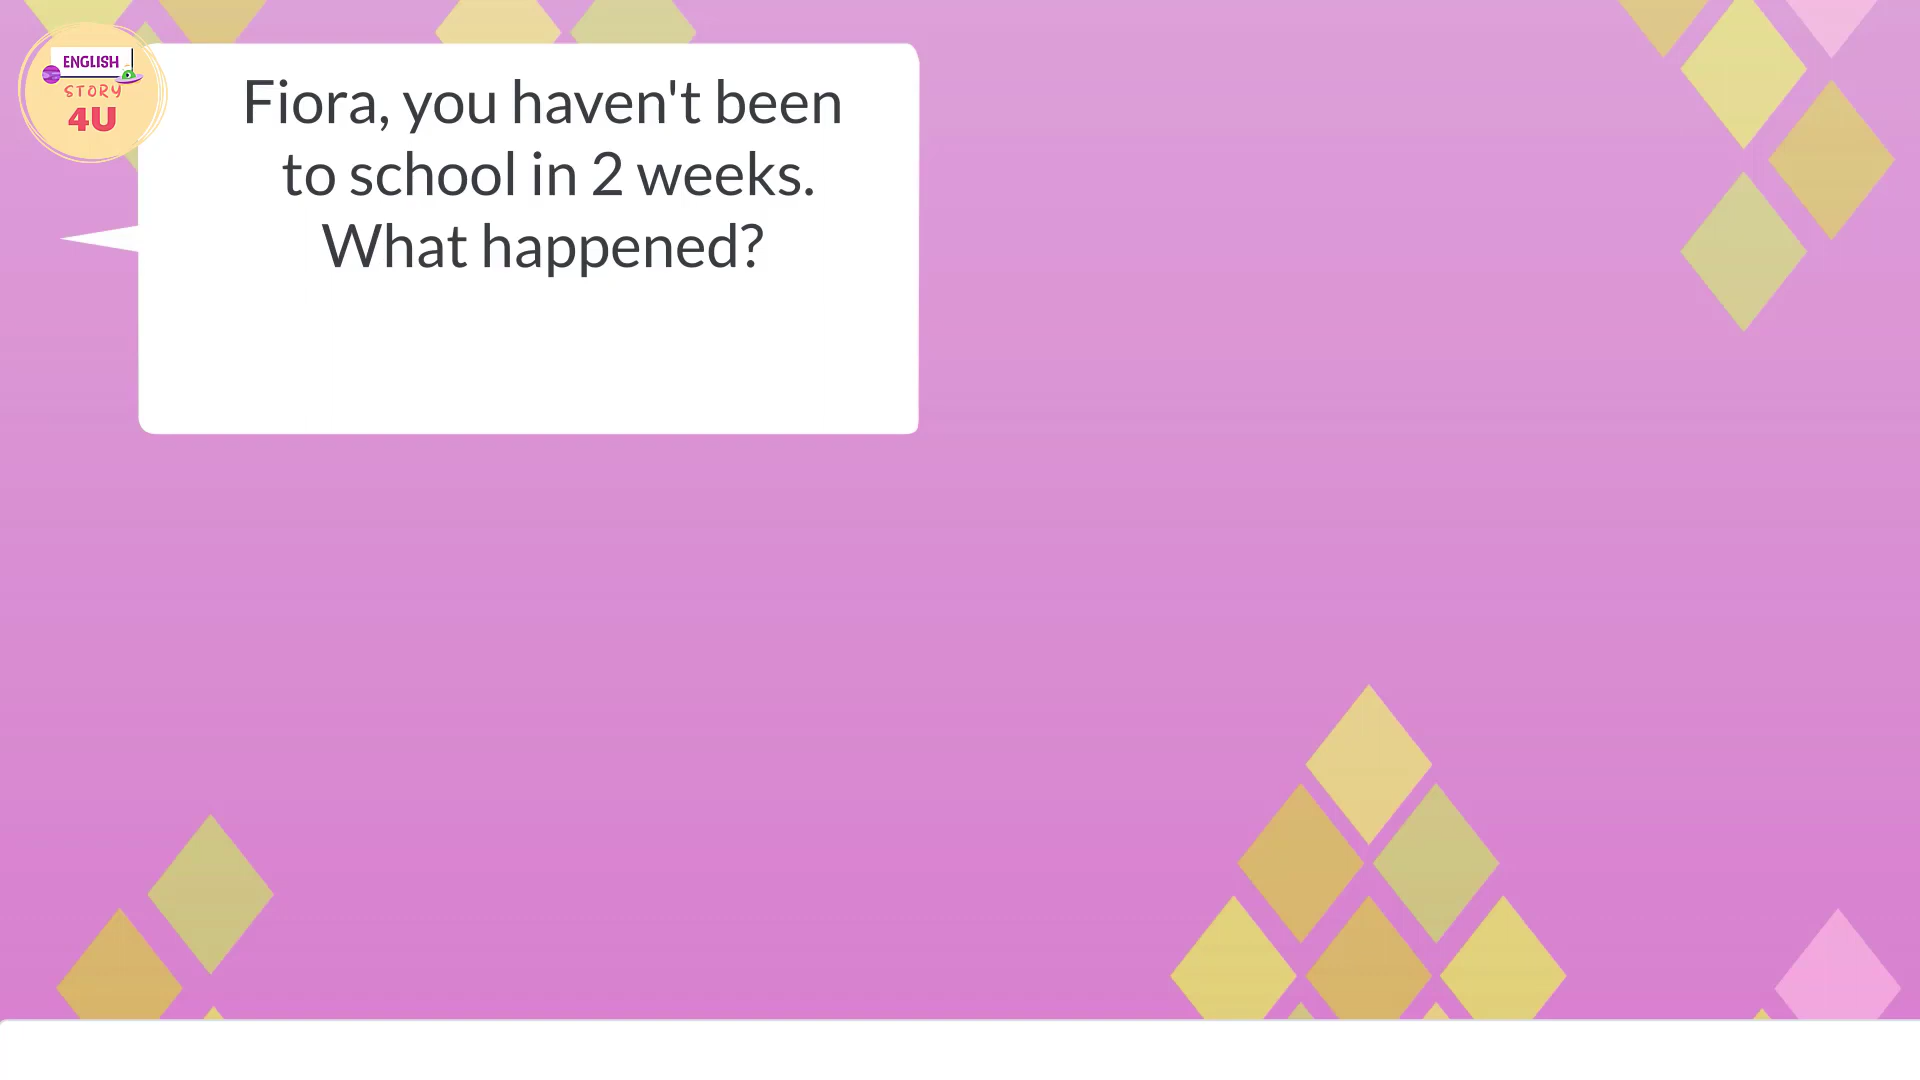 ENGLISH
STORY
4U
Fiora, you haven't been
to school in 2 weeks.
What happened?